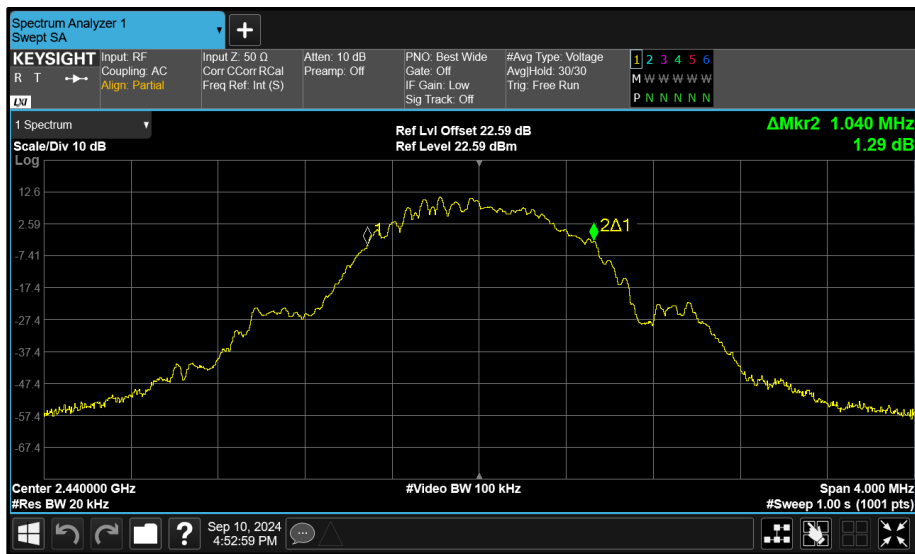 Spectrum Analyzer 1
Swept SA
KEYSIGHT
R T
LXI
Input: RF
Coupling: AC
Align: Partial
Input Z: 50 Ω
Corr CCorr RCal
Freq Ref: Int (S)
Atten: 10 dB
Preamp: Off
PNO: Best Wide
Gate: Off
IF Gain: Low
Sig Track: Off
#Avg Type: Voltage
Avg|Hold: 30/30
Trig: Free Run
1 2 3 4 5 6
M W W W W W
P N N N N N
1 Spectrum
Scale/Div 10 dB
Log
Ref Lvl Offset 22.59 dB
Ref Level 22.59 dBm
ΔMkr2 1.040 MHz
1.29 dB
12.6
2.59
-7.41
-17.4
-27.4
-37.4
-47.4
-57.4
-67.4
1
2Δ1
Center 2.440000 GHz
#Res BW 20 kHz
#Video BW 100 kHz
Span 4.000 MHz
#Sweep 1.00 s (1001 pts)
?
Sep 10, 2024
4:52:59 PM